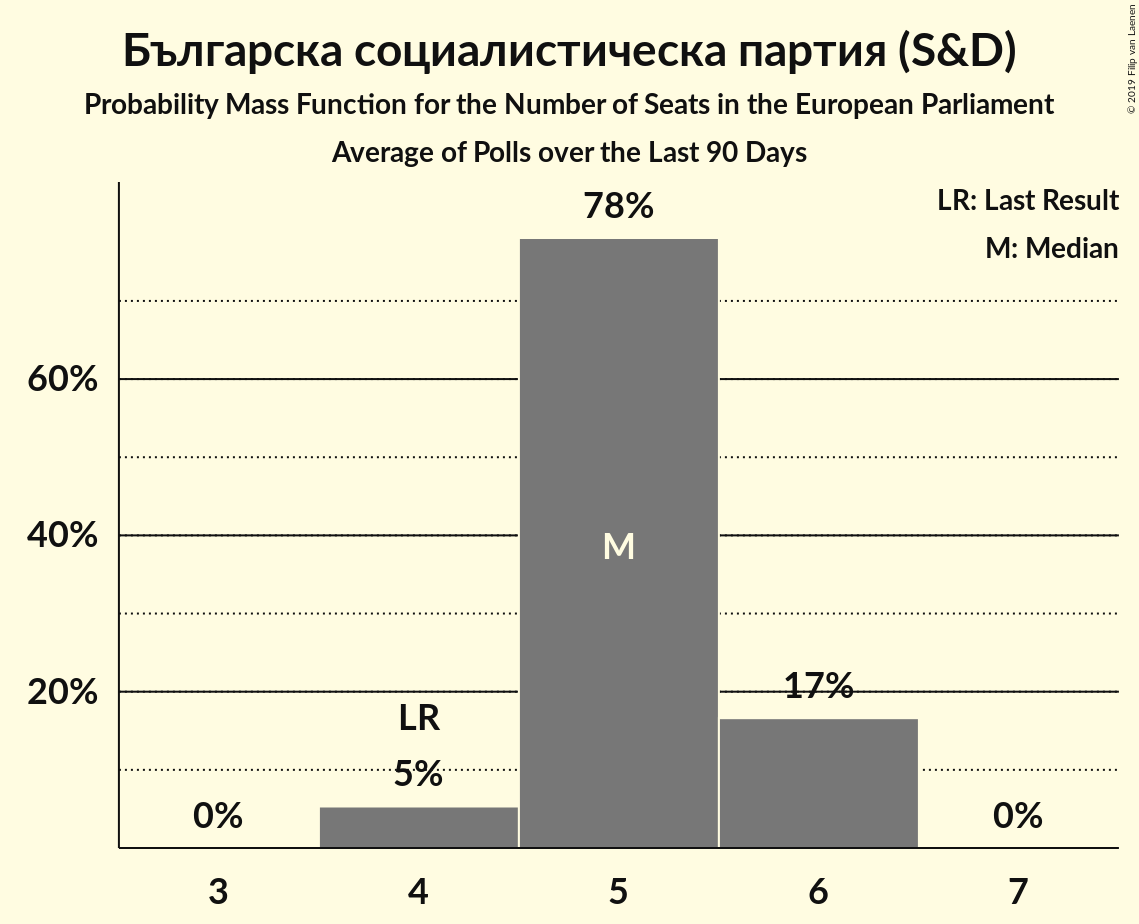 Българска социалистическа партия (S&D)
Probability Mass Function for the Number of Seats in the European Parliament
Average of Polls over the Last 90 Days
© 2019 Filip van Laenen
LR: Last Result
M: Median
78%
60%
40%
M
20%
17%
LR
5%
0%
0%
3 4 5 6 7